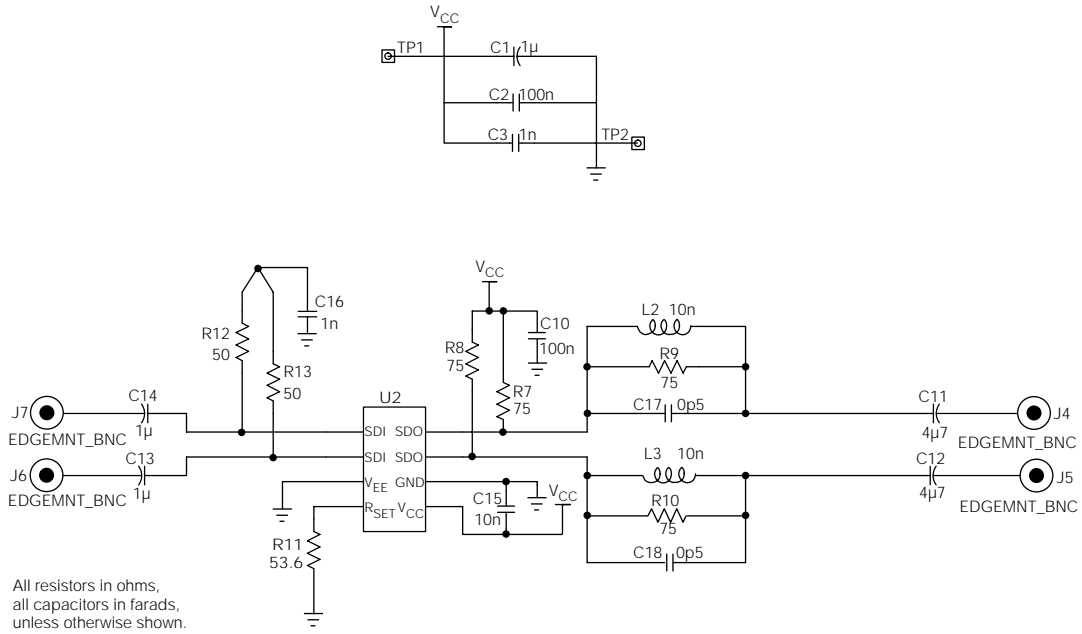 VCC
TP1
C1 1µ
C2 100n
C3 1n
TP2
VCC
C16
1n
R12
50
R13
50
C10
100n
R8
75
R7
75
L2 10n
R9
75
C17 0p5
J7
EDGEMNT_BNC
C14
1µ
U2
SDI SDO
SDI SDO
VEE GND
RSET VCC
C11
4µ7
J4
EDGEMNT_BNC
J6
EDGEMNT_BNC
C13
1µ
L3 10n
R10
75
C18 0p5
C12
4µ7
J5
EDGEMNT_BNC
C15
10n
VCC
R11
53.6
All resistors in ohms,
all capacitors in farads,
unless otherwise shown.